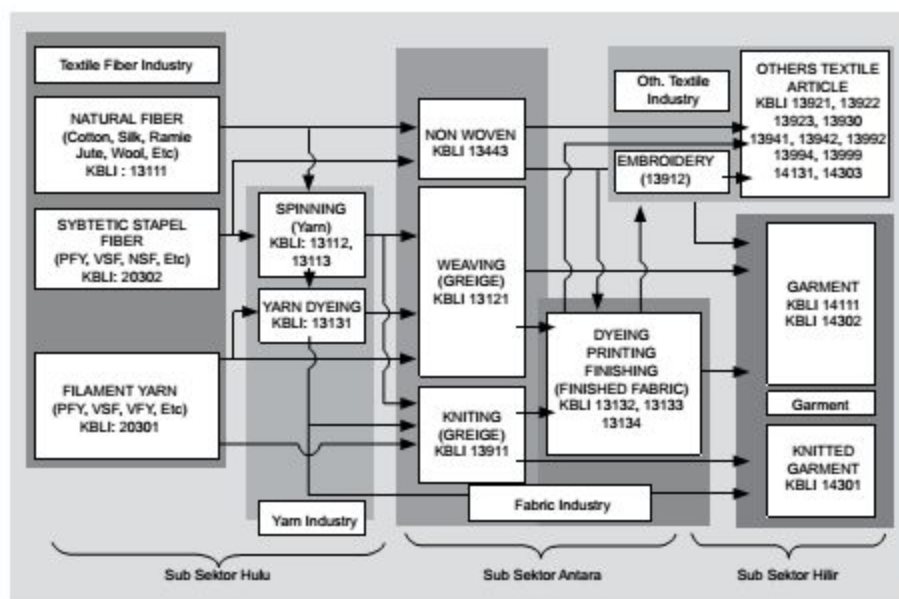 Textile Fiber Industry
NATURAL FIBER
(Cotton, Silk, Ramie
Jute, Wool, Etc)
KBLI : 13111
SYBTETIC STAPEL
FIBER
(PFY, VSF, NSF, Etc)
KBLI: 20302
FILAMENT YARN
(PFY, VSF, VFY, Etc)
KBLI: 20301
SPINNING
(Yarn)
KBLI: 13112,
13113
YARN DYEING
KBLI: 13131
Yarn Industry
NON WOVEN
KBLI 13443
WEAVING
(GREIGE)
KBLI 13121
KNITING
(GREIGE)
KBLI 13911
DYEING
PRINTING
FINISHING
(FINISHED FABRIC)
KBLI 13132, 13133
13134
Fabric Industry
Oth. Textile
Industry
EMBROIDERY
(13912)
OTHERS TEXTILE
ARTICLE
KBLI 13921, 13922
13923, 13930
13941, 13942, 13992
13994, 13999
14131, 14303
GARMENT
KBLI 14111
KBLI 14302
Garment
KNITTED
GARMENT
KBLI 14301
Sub Sektor Hulu
Sub Sektor Antara
Sub Sektor Hilir